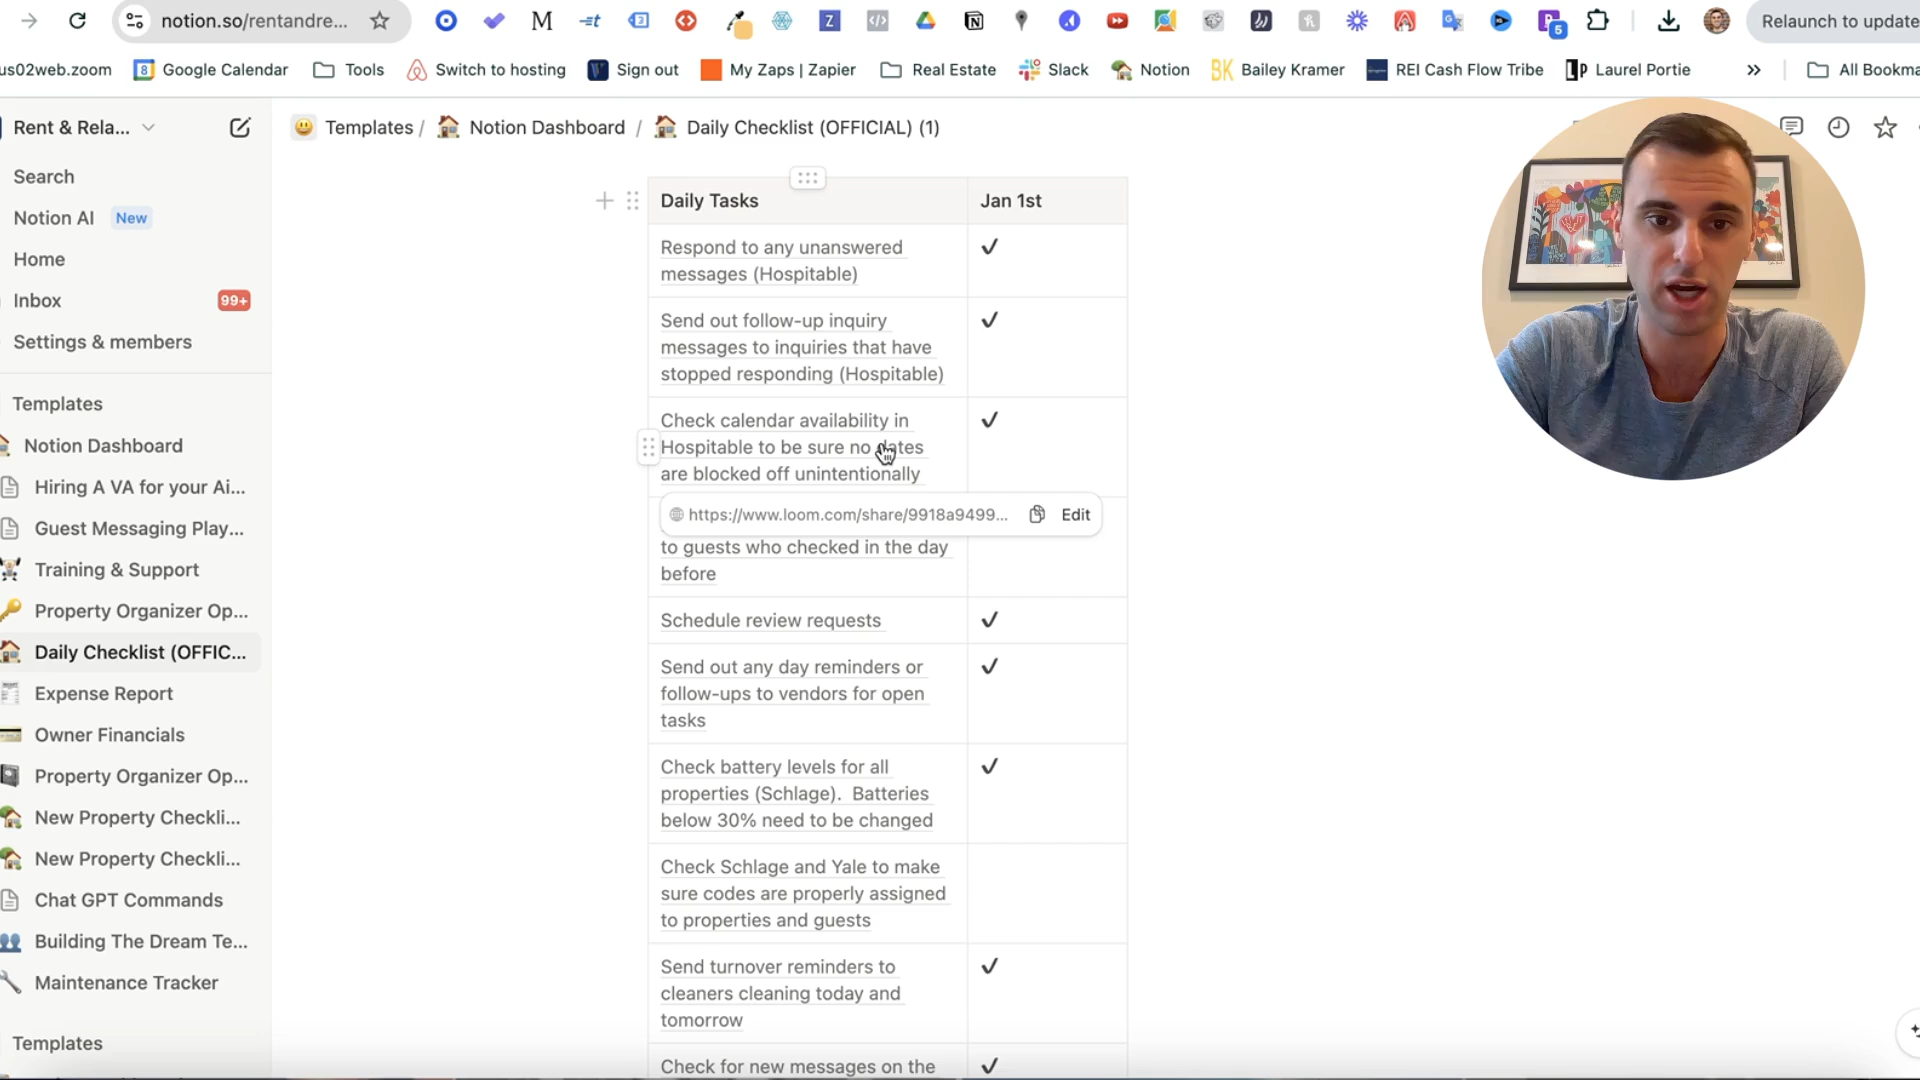 notion.so/rentandre...
Relaunch to update
us02web.zoom
Google Calendar
Tools
Switch to hosting
Sign out
My Zaps | Zapier
Real Estate
Slack
Notion
Bailey Kramer
REI Cash Flow Tribe
Laurel Portie
All Bookma
Rent & Rela...
Templates / Notion Dashboard / Daily Checklist (OFFICIAL) (1)
Search
Notion AI New
Home
Inbox 99+
Settings & members
Templates
Notion Dashboard
Hiring A VA for your Ai...
Guest Messaging Play...
Training & Support
Property Organizer Op...
Daily Checklist (OFFIC...
Expense Report
Owner Financials
Property Organizer Op...
New Property Checkli...
New Property Checkli...
Chat GPT Commands
Building The Dream Te...
Maintenance Tracker
Templates
Daily Tasks
Jan 1st
Respond to any unanswered
messages (Hospitable)
✓
Send out follow-up inquiry
messages to inquiries that have
stopped responding (Hospitable)
✓
Check calendar availability in
Hospitable to be sure no dates
are blocked off unintentionally
✓
https://www.loom.com/share/9918a9499...
Edit
to guests who checked in the day
before
Schedule review requests
✓
Send out any day reminders or
follow-ups to vendors for open
tasks
✓
Check battery levels for all
properties (Schlage). Batteries
below 30% need to be changed
✓
Check Schlage and Yale to make
sure codes are properly assigned
to properties and guests
Send turnover reminders to
cleaners cleaning today and
tomorrow
✓
Check for new messages on the
✓